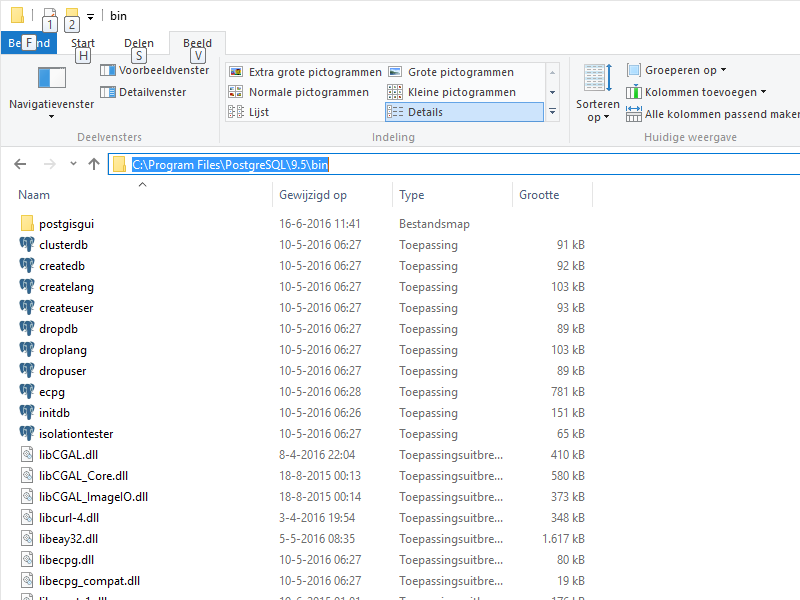 bin
1 2
Bestand Start Delen Beeld
F H S V
Navigatievenster
Voorbeeldvenster
Detailvenster
Deelvensters
Extra grote pictogrammen Grote pictogrammen
Normale pictogrammen Kleine pictogrammen
Lijst Details
Indeling
Sorteren
op
Groeperen op
Kolommen toevoegen
Alle kolommen passend maken
Huidige weergave
C:\Program Files\PostgreSQL\9.5\bin
Naam Gewijzigd op Type Grootte
postgisgui 16-6-2016 11:41 Bestandsmap
clusterdb 10-5-2016 06:27 Toepassing 91 kB
createdb 10-5-2016 06:27 Toepassing 92 kB
createlang 10-5-2016 06:27 Toepassing 103 kB
createuser 10-5-2016 06:27 Toepassing 93 kB
dropdb 10-5-2016 06:27 Toepassing 89 kB
droplang 10-5-2016 06:27 Toepassing 103 kB
dropuser 10-5-2016 06:27 Toepassing 89 kB
ecpg 10-5-2016 06:28 Toepassing 781 kB
initdb 10-5-2016 06:26 Toepassing 151 kB
isolationtester 10-5-2016 06:27 Toepassing 65 kB
libCGAL.dll 8-4-2016 22:04 Toepassingsuitbre... 410 kB
libCGAL_Core.dll 18-8-2015 00:13 Toepassingsuitbre... 580 kB
libCGAL_ImageIO.dll 18-8-2015 00:14 Toepassingsuitbre... 373 kB
libcurl-4.dll 3-4-2016 19:54 Toepassingsuitbre... 348 kB
libeay32.dll 5-5-2016 08:35 Toepassingsuitbre... 1.617 kB
libecpg.dll 10-5-2016 06:27 Toepassingsuitbre... 80 kB
libecpg_compat.dll 10-5-2016 06:27 Toepassingsuitbre... 19 kB